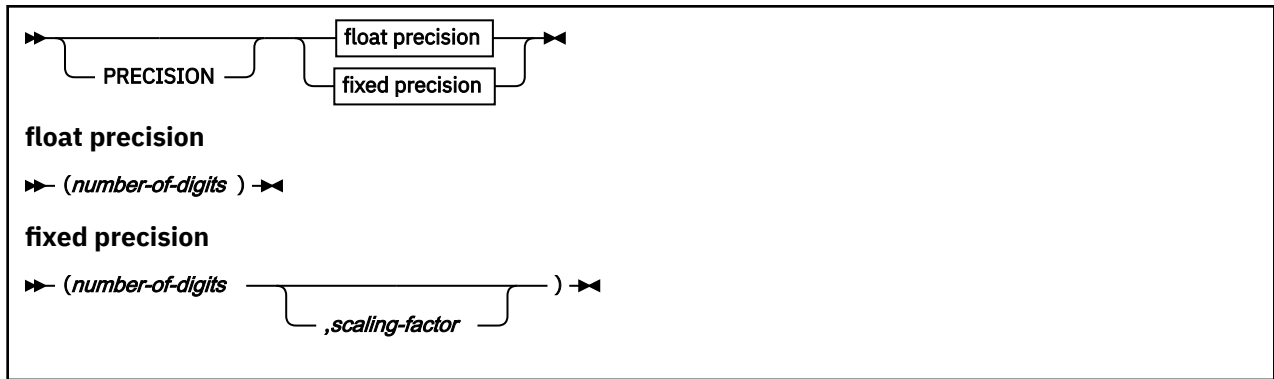 float precision
PRECISION
fixed precision
float precision
(number-of-digits )
fixed precision
(number-of-digits )
,scaling-factor